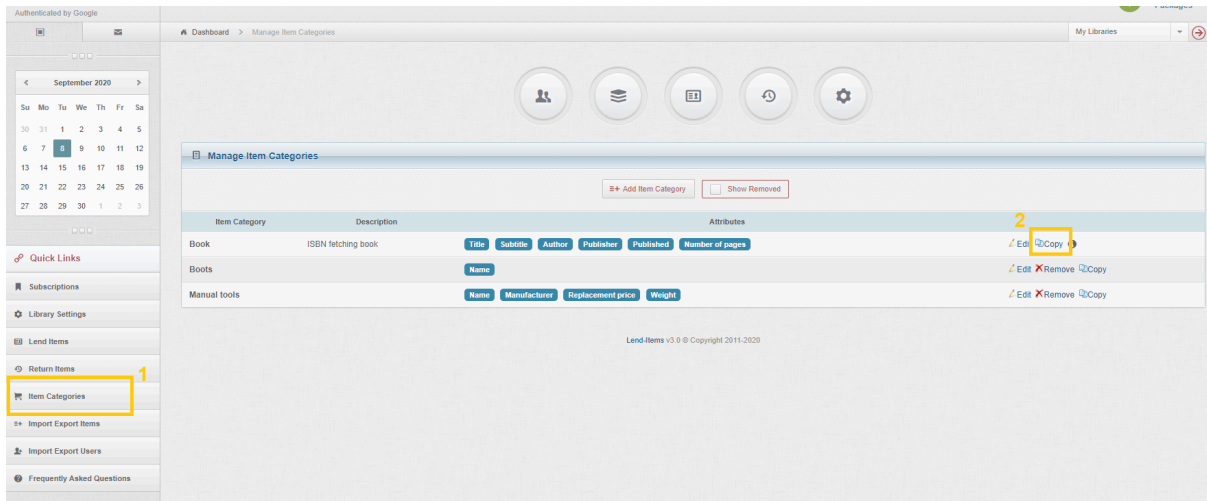 Authenticated by Google
Packages
Dashboard > Manage Item Categories
My Libraries
< September 2020 >
Su Mo Tu We Th Fr Sa
30 31 1 2 3 4 5
6 7 8 9 10 11 12
13 14 15 16 17 18 19
20 21 22 23 24 25 26
27 28 29 30 1 2 3
Quick Links
Subscriptions
Library Settings
Lend Items
Return Items
1
Item Categories
Import Export Items
Import Export Users
Frequently Asked Questions
Manage Item Categories
Add Item Category
Show Removed
Item Category Description Attributes
2
Book ISBN fetching book Title Subtitle Author Publisher Published Number of pages Edit Copy
Boots Name Edit Remove Copy
Manual tools Name Manufacturer Replacement price Weight Edit Remove Copy
Lend-Items v3.0 © Copyright 2011-2020